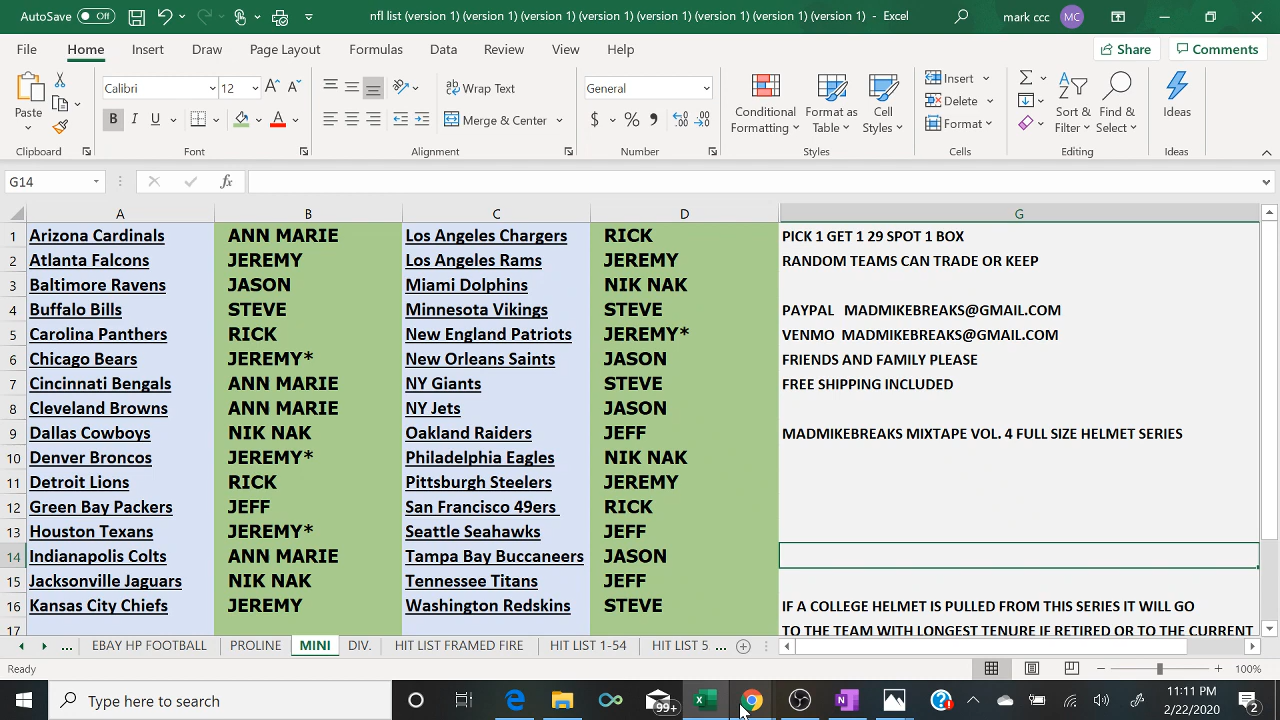 AutoSave Off nfl list (version 1) (version 1) (version 1) (version 1) (version 1) (version 1) (version 1) (version 1) - Excel mark ccc MC
File Home Insert Draw Page Layout Formulas Data Review View Help Share Comments
Paste Calibri 12 Wrap Text General Insert
B I U Merge & Center $ % Conditional Formatting Format as Table Cell Styles Delete Format Sort & Filter Find & Select Ideas
Clipboard Font Alignment Number Styles Cells Editing Ideas
G14 fx
A B C D G
1 Arizona Cardinals ANN MARIE Los Angeles Chargers RICK PICK 1 GET 1 29 SPOT 1 BOX
2 Atlanta Falcons JEREMY Los Angeles Rams JEREMY RANDOM TEAMS CAN TRADE OR KEEP
3 Baltimore Ravens JASON Miami Dolphins NIK NAK
4 Buffalo Bills STEVE Minnesota Vikings STEVE PAYPAL MADMIKEBREAKS@GMAIL.COM
5 Carolina Panthers RICK New England Patriots JEREMY* VENMO MADMIKEBREAKS@GMAIL.COM
6 Chicago Bears JEREMY* New Orleans Saints JASON FRIENDS AND FAMILY PLEASE
7 Cincinnati Bengals ANN MARIE NY Giants STEVE FREE SHIPPING INCLUDED
8 Cleveland Browns ANN MARIE NY Jets JASON
9 Dallas Cowboys NIK NAK Oakland Raiders JEFF MADMIKEBREAKS MIXTAPE VOL. 4 FULL SIZE HELMET SERIES
10 Denver Broncos JEREMY* Philadelphia Eagles NIK NAK
11 Detroit Lions RICK Pittsburgh Steelers JEREMY
12 Green Bay Packers JEFF San Francisco 49ers RICK
13 Houston Texans JEREMY* Seattle Seahawks JEFF
14 Indianapolis Colts ANN MARIE Tampa Bay Buccaneers JASON
15 Jacksonville Jaguars NIK NAK Tennessee Titans JEFF
16 Kansas City Chiefs JEREMY Washington Redskins STEVE IF A COLLEGE HELMET IS PULLED FROM THIS SERIES IT WILL GO
17 TO THE TEAM WITH LONGEST TENURE IF RETIRED OR TO THE CURRENT
... EBAY HP FOOTBALL PROLINE MINI DIV. HIT LIST FRAMED FIRE HIT LIST 1-54 HIT LIST 5 ...
Ready 100%
Type here to search 99+ 11:11 PM
2/22/2020 2